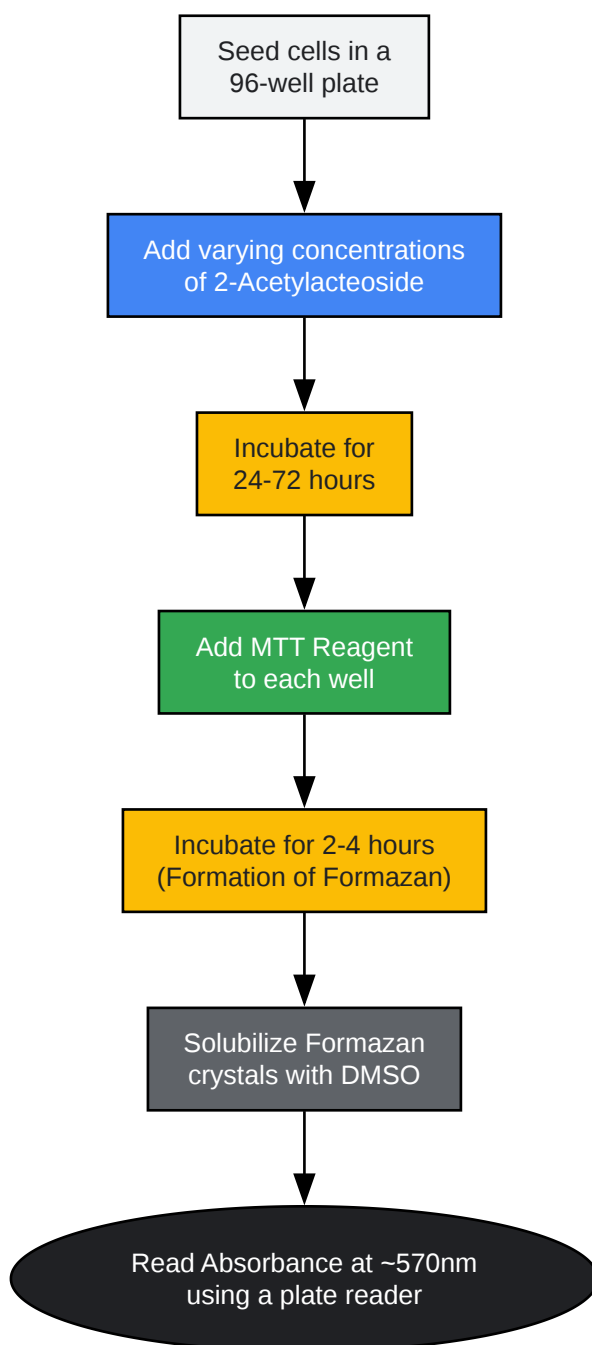 Seed cells in a
96-well plate
Add varying concentrations
of 2-Acetylacteoside
Incubate for
24-72 hours
Add MTT Reagent
to each well
Incubate for 2-4 hours
(Formation of Formazan)
Solubilize Formazan
crystals with DMSO
Read Absorbance at ~570nm
using a plate reader